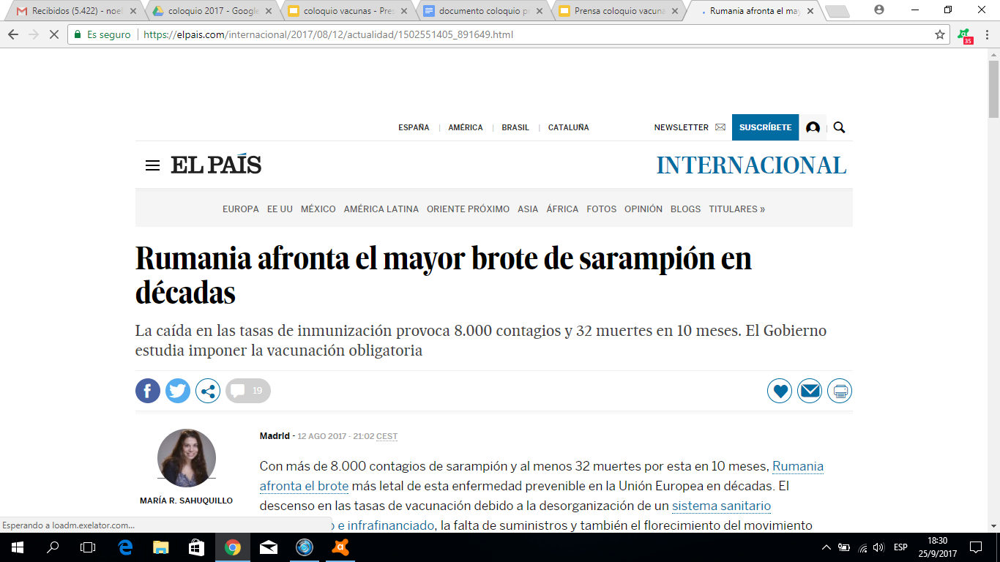 Recibidos (5.422) - noel
coloquio 2017 - Google
coloquio vacunas - Pres
documento coloquio p
Prensa coloquio vacuna
Rumania afronta el may
Es seguro
https://elpais.com/internacional/2017/08/12/actualidad/1502551405_891649.html
35
ESPAÑA | AMÉRICA | BRASIL | CATALUÑA
NEWSLETTER
SUSCRÍBETE
EL PAÍS
INTERNACIONAL
EUROPA EE UU MÉXICO AMÉRICA LATINA ORIENTE PRÓXIMO ASIA ÁFRICA FOTOS OPINIÓN BLOGS TITULARES »
Rumania afronta el mayor brote de sarampión en
décadas
La caída en las tasas de inmunización provoca 8.000 contagios y 32 muertes en 10 meses. El Gobierno
estudia imponer la vacunación obligatoria
19
MARÍA R. SAHUQUILLO
Madrid - 12 AGO 2017 - 21:02 CEST
Con más de 8.000 contagios de sarampión y al menos 32 muertes por esta en 10 meses, Rumania
afronta el brote más letal de esta enfermedad prevenible en la Unión Europea en décadas. El
descenso en las tasas de vacunación debido a la desorganización de un sistema sanitario
e infrafinanciado, la falta de suministros y también el florecimiento del movimiento
Esperando a loadm.exelator.com...
ESP
18:30
25/9/2017